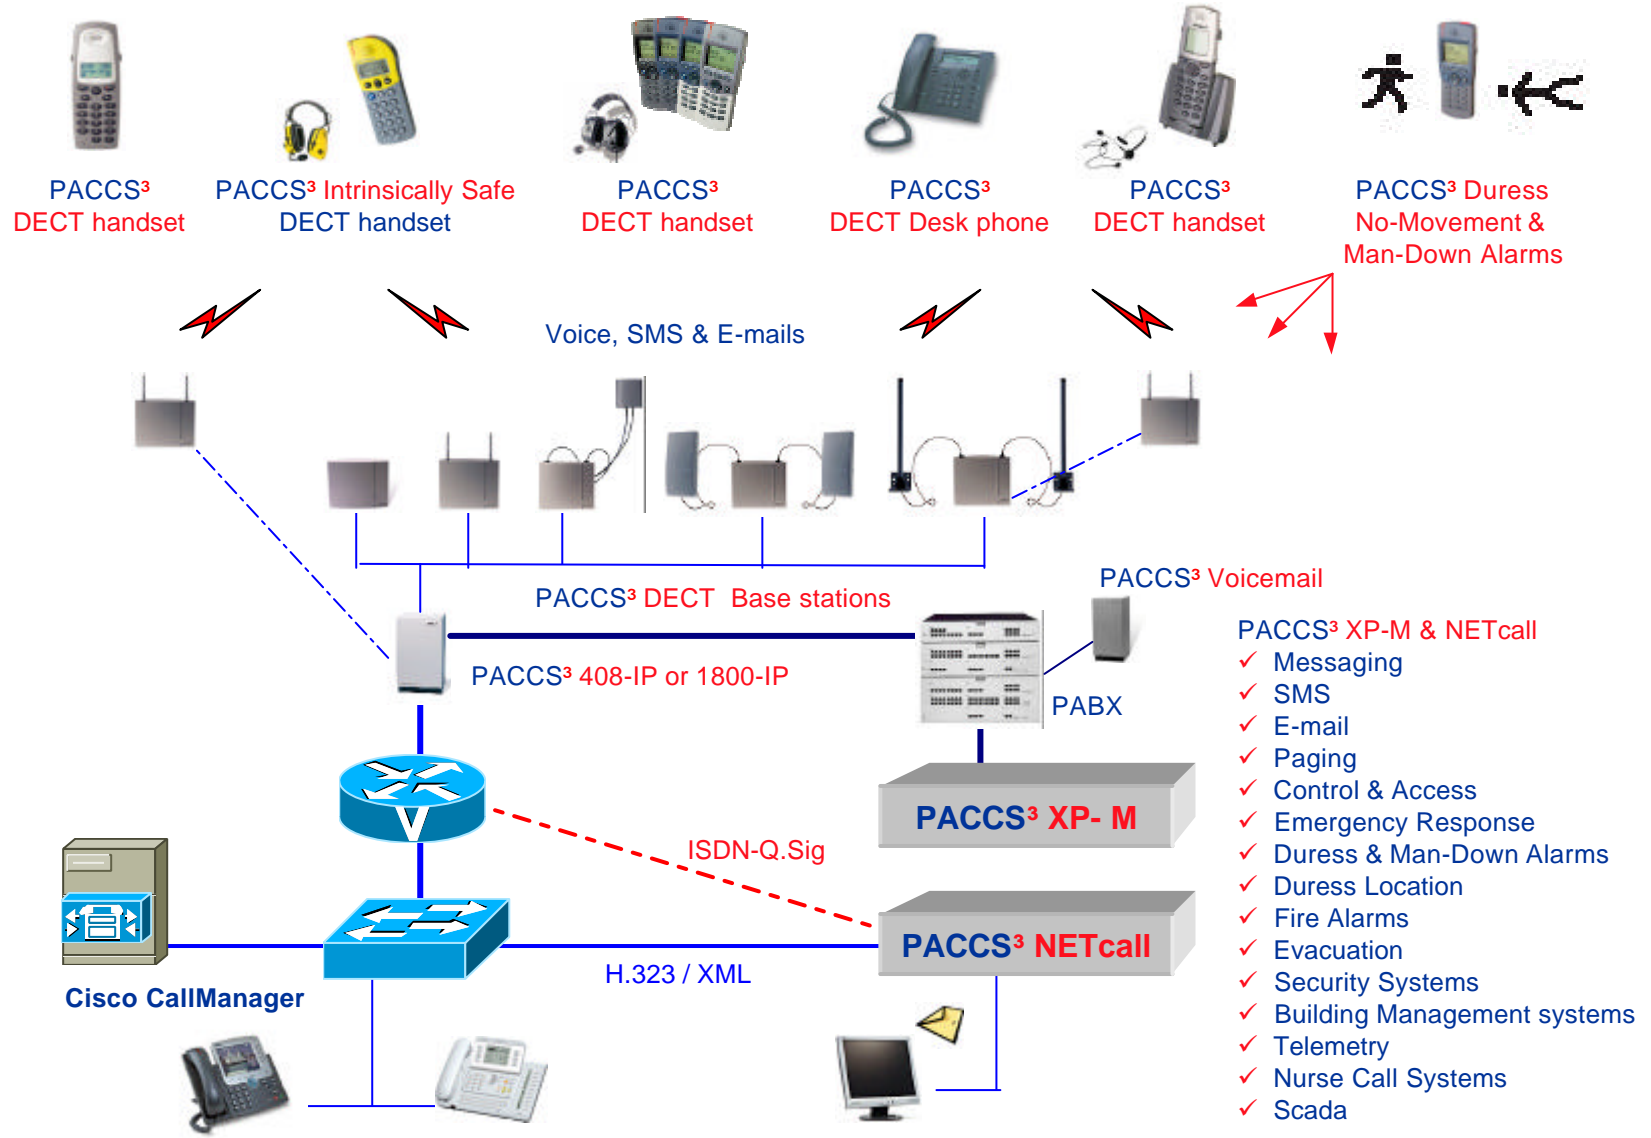 PACCS³
DECT handset
PACCS³ Intrinsically Safe
DECT handset
PACCS³
DECT handset
PACCS³
DECT Desk phone
PACCS³
DECT handset
PACCS³ Duress
No-Movement &
Man-Down Alarms
Voice, SMS & E-mails
PACCS³ DECT Base stations
PACCS³ Voicemail
PACCS³ 408-IP or 1800-IP
PABX
PACCS³ XP-M & NETcall
✓ Messaging
✓ SMS
✓ E-mail
✓ Paging
✓ Control & Access
✓ Emergency Response
✓ Duress & Man-Down Alarms
✓ Duress Location
✓ Fire Alarms
✓ Evacuation
✓ Security Systems
✓ Building Management systems
✓ Telemetry
✓ Nurse Call Systems
✓ Scada
PACCS³ XP- M
ISDN-Q.Sig
PACCS³ NETcall
H.323 / XML
Cisco CallManager
V